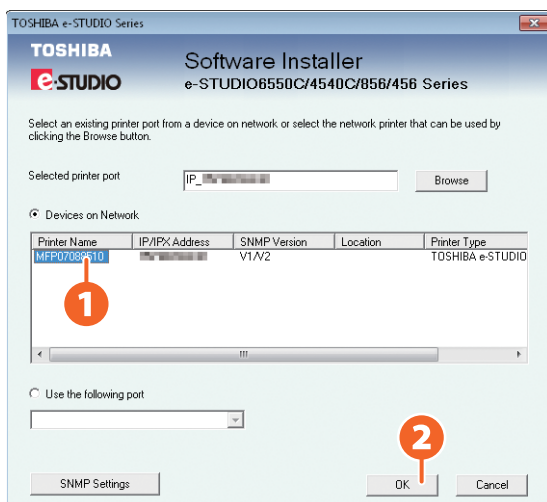 TOSHIBA e-STUDIO Series
TOSHIBA
e-STUDIO
Software Installer
e-STUDIO6550C/4540C/856/456 Series
Select an existing printer port from a device on network or select the network printer that can be used by
clicking the Browse button.
Selected printer port
IP_
Browse
Devices on Network
Printer Name IP/IPX Address SNMP Version Location Printer Type
V1/V2 TOSHIBA e-STUDIO
1
Use the following port
2
SNMP Settings OK Cancel